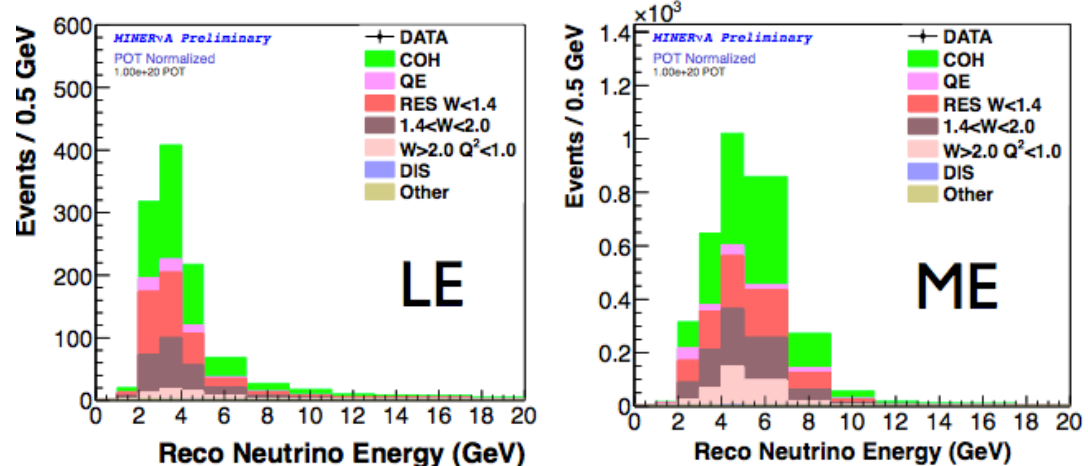 600
500
400
300
200
100
0
Events / 0.5 GeV
MINERνA Preliminary
POT Normalized
1.00e+20 POT
DATA
COH
QE
RES W<1.4
1.4<W<2.0
W>2.0 Q²<1.0
DIS
Other
LE
0 2 4 6 8 10 12 14 16 18 20
Reco Neutrino Energy (GeV)
×10³
1.4
1.2
1
0.8
0.6
0.4
0.2
0
Events / 0.5 GeV
MINERνA Preliminary
POT Normalized
1.00e+20 POT
DATA
COH
QE
RES W<1.4
1.4<W<2.0
W>2.0 Q²<1.0
DIS
Other
ME
0 2 4 6 8 10 12 14 16 18 20
Reco Neutrino Energy (GeV)